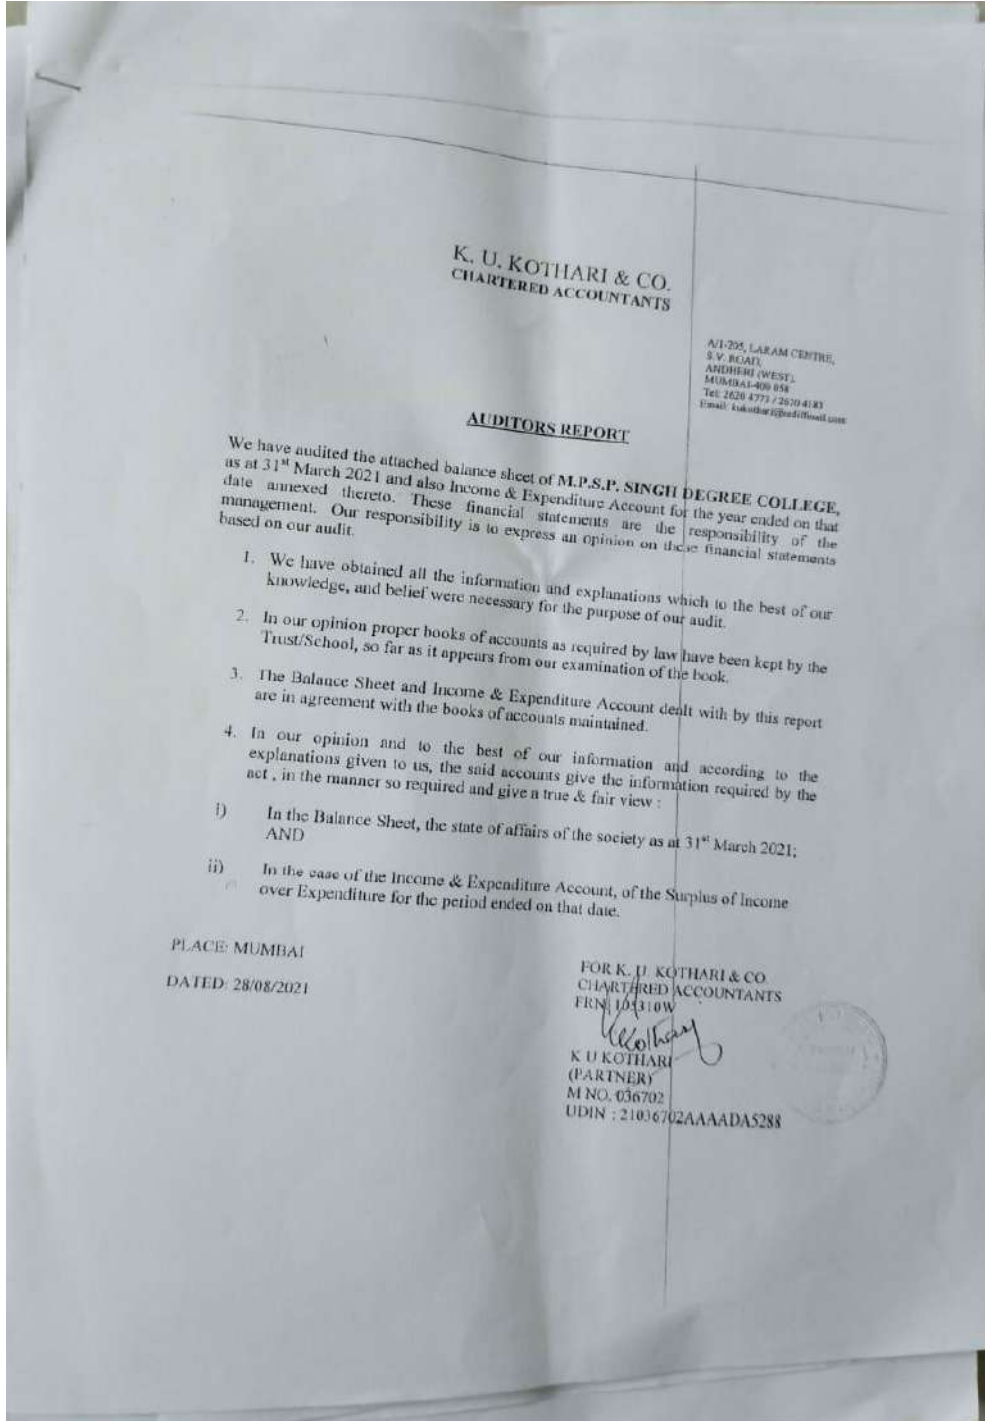 K. U. KOTHARI & CO.
CHARTERED ACCOUNTANTS
A/1-205, LARAM CENTRE,
S.V. ROAD,
ANDHERI (WEST),
MUMBAI-400 058
Tel: 2620 4773 / 2670 4183
Email: kukothari@rediffmail.com
AUDITORS REPORT
We have audited the attached balance sheet of M.P.S.P. SINGH DEGREE COLLEGE,
as at 31st March 2021 and also Income & Expenditure Account for the year ended on that
date annexed thereto. These financial statements are the responsibility of the
management. Our responsibility is to express an opinion on these financial statements
based on our audit.
1. We have obtained all the information and explanations which to the best of our
knowledge, and belief were necessary for the purpose of our audit.
2. In our opinion proper books of accounts as required by law have been kept by the
Trust/School, so far as it appears from our examination of the book.
3. The Balance Sheet and Income & Expenditure Account dealt with by this report
are in agreement with the books of accounts maintained.
4. In our opinion and to the best of our information and according to the
explanations given to us, the said accounts give the information required by the
act , in the manner so required and give a true & fair view :
i) In the Balance Sheet, the state of affairs of the society as at 31st March 2021;
AND
ii) In the case of the Income & Expenditure Account, of the Surplus of Income
over Expenditure for the period ended on that date.
PLACE: MUMBAI
DATED: 28/08/2021
FOR K. U. KOTHARI & CO.
CHARTERED ACCOUNTANTS
FRN 105310W
KUKothari
K U KOTHARI
(PARTNER)
M NO. 036702
UDIN : 21036702AAAADA5288